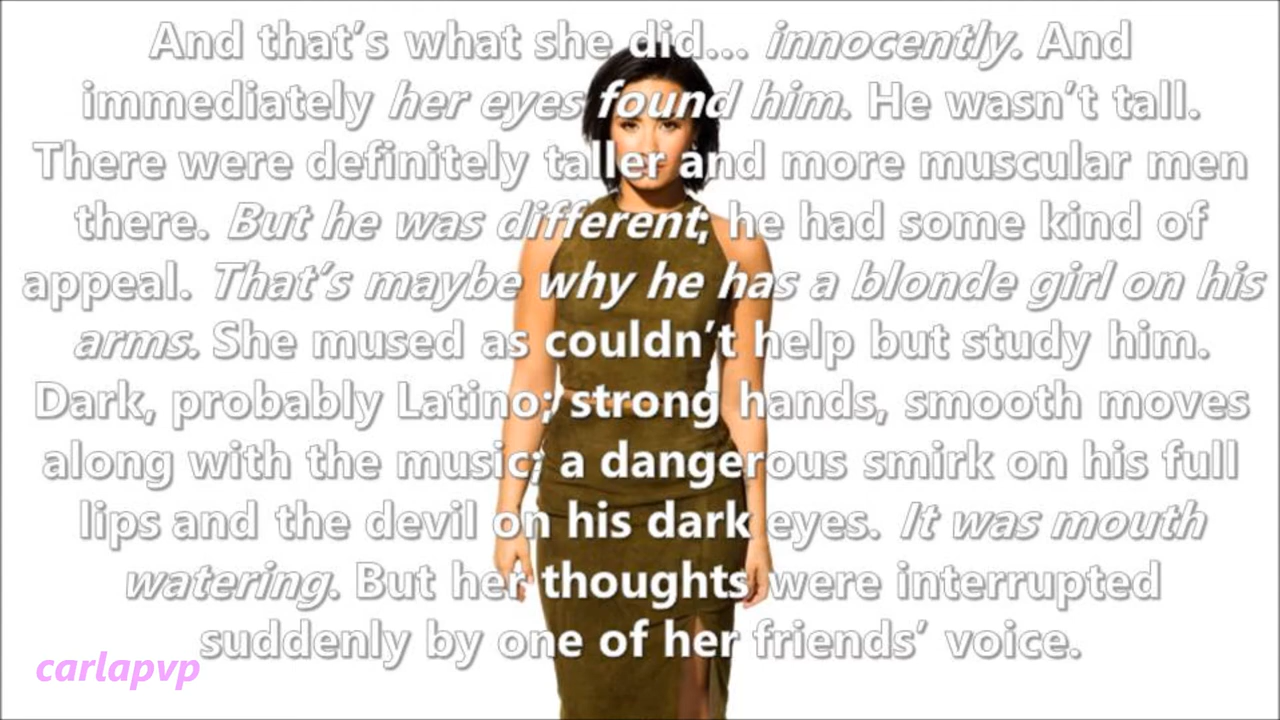 And that’s what she did... innocently. And
immediately her eyes found him. He wasn’t tall.
There were definitely taller and more muscular men
there. But he was different; he had some kind of
appeal. That’s maybe why he has a blonde girl on his
arms. She mused as couldn’t help but study him.
Dark, probably Latino; strong hands, smooth moves
along with the music; a dangerous smirk on his full
lips and the devil on his dark eyes. It was mouth
watering. But her thoughts were interrupted
suddenly by one of her friends’ voice.
carlapvp